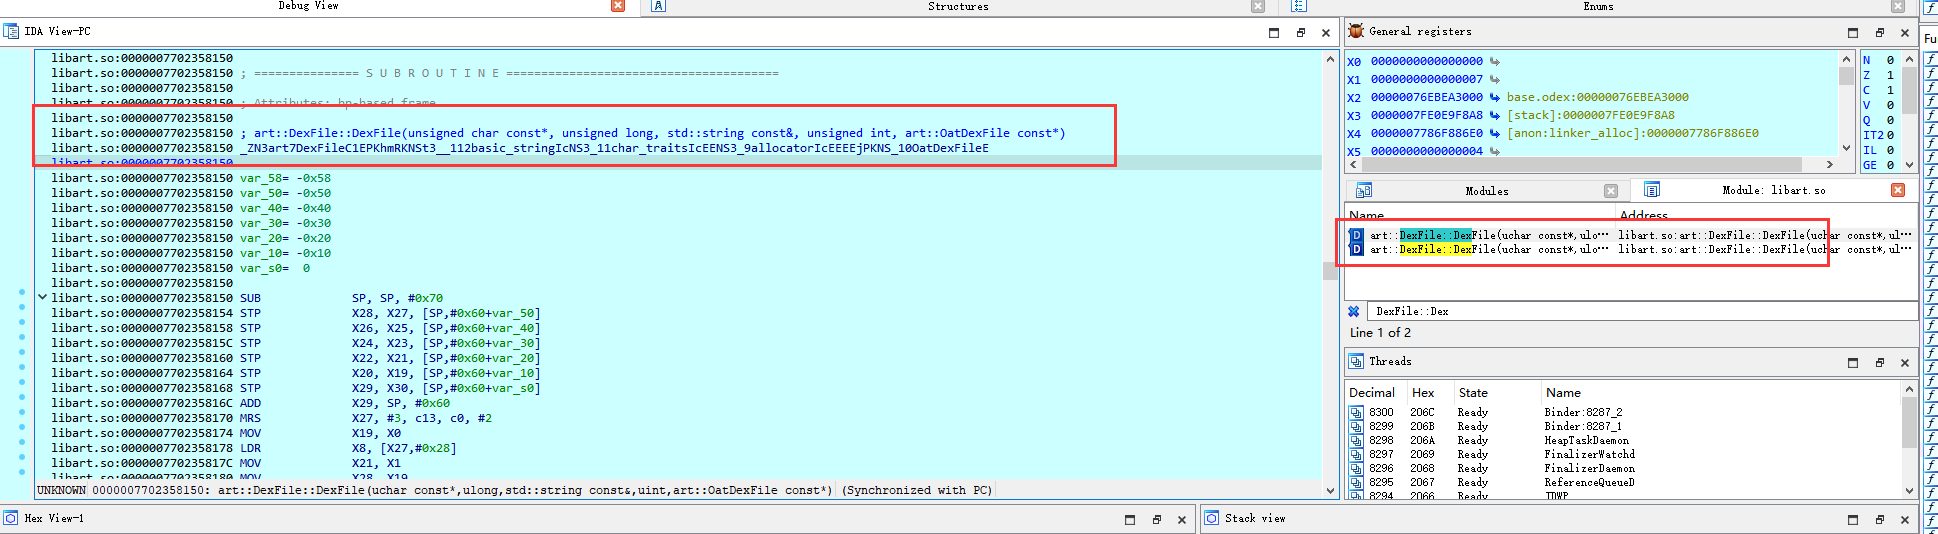 Debug View
Structures
Enums
IDA View-PC
General registers
Fu
libart.so:0000007702358150
libart.so:0000007702358150 ; =============== S U B R O U T I N E =======================================
libart.so:0000007702358150
libart.so:0000007702358150 ; Attributes: bp-based frame
libart.so:0000007702358150
libart.so:0000007702358150 ; art::DexFile::DexFile(unsigned char const*, unsigned long, std::string const&, unsigned int, art::OatDexFile const*)
libart.so:0000007702358150 _ZN3art7DexFileC1EPKhmRKNSt3__112basic_stringIcNS3_11char_traitsIcEENS3_9allocatorIcEEEEjPKNS_10OatDexFileE
libart.so:0000007702358150
libart.so:0000007702358150 var_58= -0x58
libart.so:0000007702358150 var_50= -0x50
libart.so:0000007702358150 var_40= -0x40
libart.so:0000007702358150 var_30= -0x30
libart.so:0000007702358150 var_20= -0x20
libart.so:0000007702358150 var_10= -0x10
libart.so:0000007702358150 var_s0= 0
libart.so:0000007702358150
libart.so:0000007702358150 SUB SP, SP, #0x70
libart.so:0000007702358154 STP X28, X27, [SP,#0x60+var_50]
libart.so:0000007702358158 STP X26, X25, [SP,#0x60+var_40]
libart.so:000000770235815C STP X24, X23, [SP,#0x60+var_30]
libart.so:0000007702358160 STP X22, X21, [SP,#0x60+var_20]
libart.so:0000007702358164 STP X20, X19, [SP,#0x60+var_10]
libart.so:0000007702358168 STP X29, X30, [SP,#0x60+var_s0]
libart.so:000000770235816C ADD X29, SP, #0x60
libart.so:0000007702358170 MRS X27, #3, c13, c0, #2
libart.so:0000007702358174 MOV X19, X0
libart.so:0000007702358178 LDR X8, [X27,#0x28]
libart.so:000000770235817C MOV X21, X1
libart.so:0000007702358180 MOV X28, X19
UNKNOWN 0000007702358150: art::DexFile::DexFile(uchar const*,ulong,std::string const&,uint,art::OatDexFile const*) (Synchronized with PC)
X0 0000000000000000
X1 0000000000000007
X2 00000076EBEA3000 base.odex:00000076EBEA3000
X3 0000007FE0E9F8A8 [stack]:0000007FE0E9F8A8
X4 0000007786F886E0 [anon:linker_alloc]:0000007786F886E0
X5 0000000000000004
N 0
Z 1
C 1
V 0
Q 0
IT2 0
IL 0
GE 0
Modules
Module: libart.so
Name Address
art::DexFile::DexFile(uchar const*,ulo… libart.so:art::DexFile::DexFile(uchar const*,ul…
art::DexFile::DexFile(uchar const*,ulo… libart.so:art::DexFile::DexFile(uchar const*,ul…
DexFile::Dex
Line 1 of 2
Threads
Decimal Hex State Name
8300 206C Ready Binder:8287_2
8299 206B Ready Binder:8287_1
8298 206A Ready HeapTaskDaemon
8297 2069 Ready FinalizerWatchd
8296 2068 Ready FinalizerDaemon
8295 2067 Ready ReferenceQueueD
8294 2066 Ready JDWP
Hex View-1
Stack view